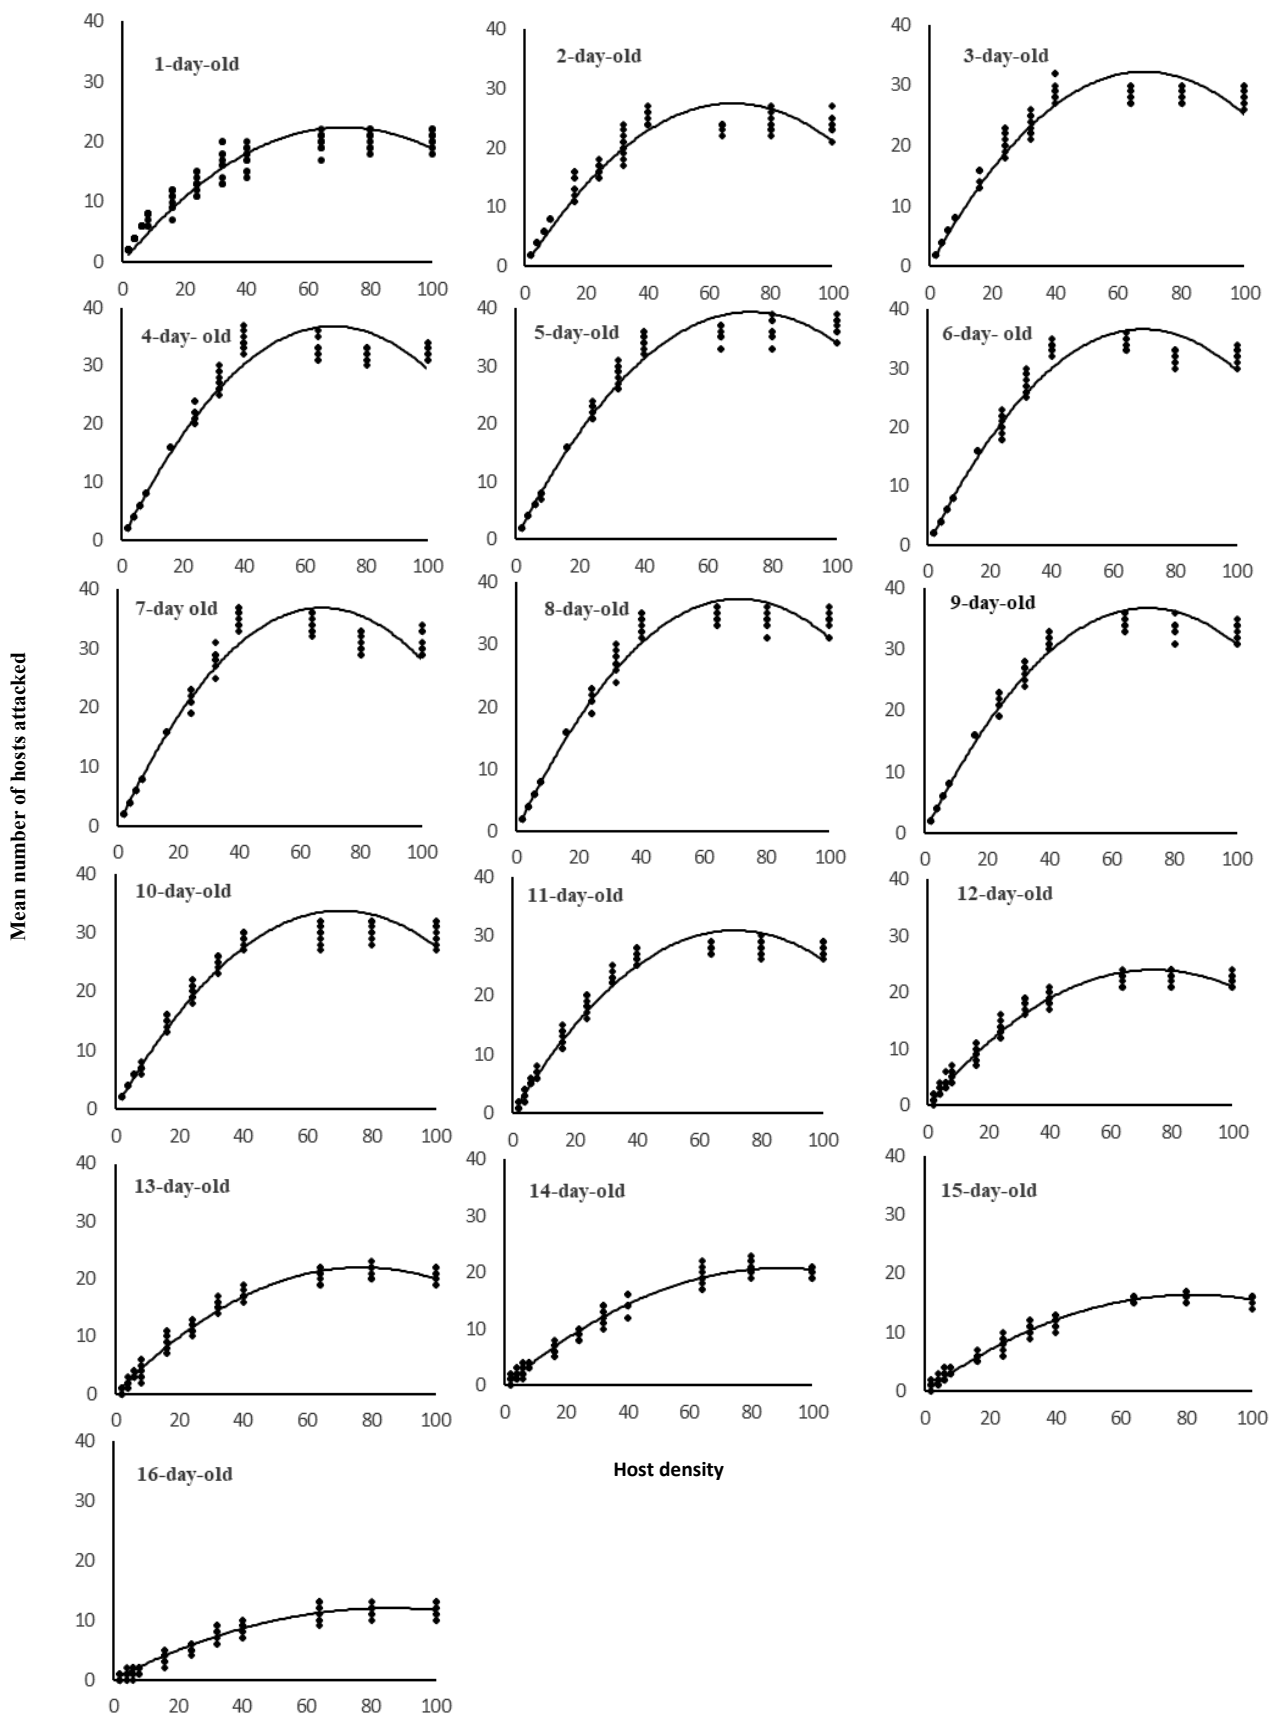 Mean number of hosts attacked
1-day-old
40
30
20
10
0
0 20 40 60 80 100
2-day-old
40
30
20
10
0
0 20 40 60 80 100
3-day-old
40
30
20
10
0
0 20 40 60 80 100
4-day- old
40
30
20
10
0
0 20 40 60 80 100
5-day-old
40
30
20
10
0
0 20 40 60 80 100
6-day- old
40
30
20
10
0
0 20 40 60 80 100
7-day old
40
30
20
10
0
0 20 40 60 80 100
8-day-old
40
30
20
10
0
0 20 40 60 80 100
9-day-old
40
30
20
10
0
0 20 40 60 80 100
10-day-old
40
30
20
10
0
0 20 40 60 80 100
11-day-old
40
30
20
10
0
0 20 40 60 80 100
12-day-old
40
30
20
10
0
0 20 40 60 80 100
13-day-old
40
30
20
10
0
0 20 40 60 80 100
14-day-old
40
30
20
10
0
0 20 40 60 80 100
15-day-old
40
30
20
10
0
0 20 40 60 80 100
16-day-old
40
30
20
10
0
0 20 40 60 80 100
Host density